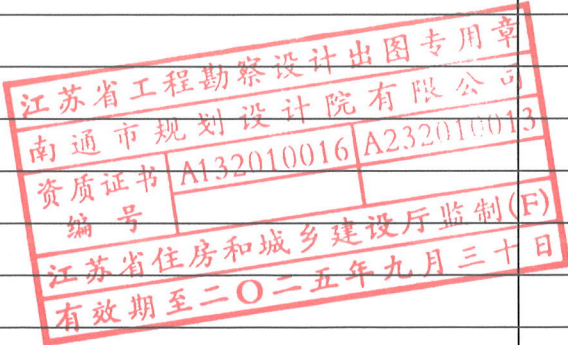 江苏省工程勘察设计出图专用章
南通市规划设计院有限公司
资质证书编号 A132010016 A232010013
江苏省住房和城乡建设厅监制(F)
有效期至二〇二五年九月三十日